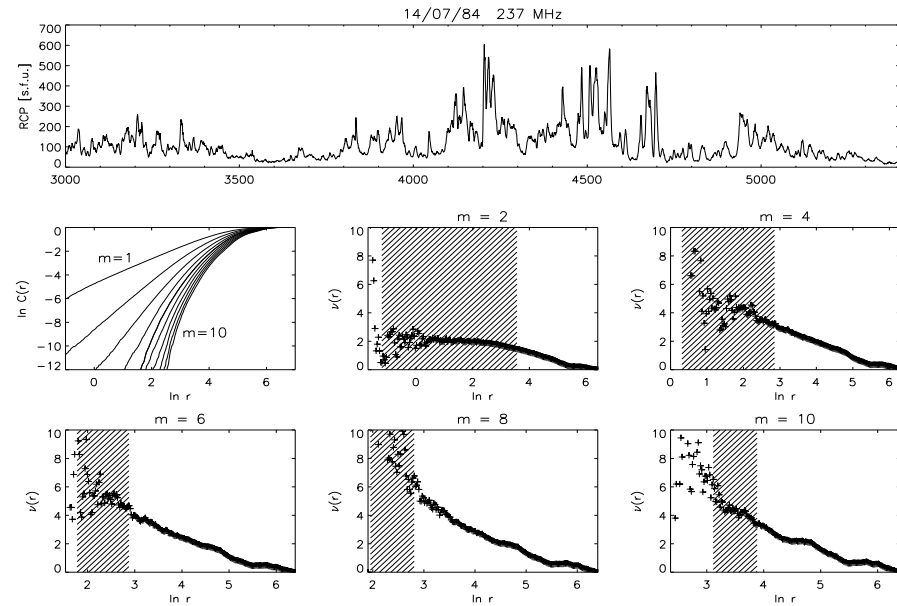 14/07/84 237 MHz
RCP [s.f.u.]
700
600
500
400
300
200
100
0
3000 3500 4000 4500 5000
m = 2
m = 4
ln C(r)
0
−2
−4
−6
−8
−10
−12
m=1
m=10
0 2 4 6
ln r
ν(r)
10
8
6
4
2
0
0 1 2 3 4 5 6
ln r
ν(r)
10
8
6
4
2
0
0 1 2 3 4 5 6
ln r
m = 6
m = 8
m = 10
ν(r)
10
8
6
4
2
0
2 3 4 5 6
ln r
ν(r)
10
8
6
4
2
0
2 3 4 5 6
ln r
ν(r)
10
8
6
4
2
0
3 4 5 6
ln r